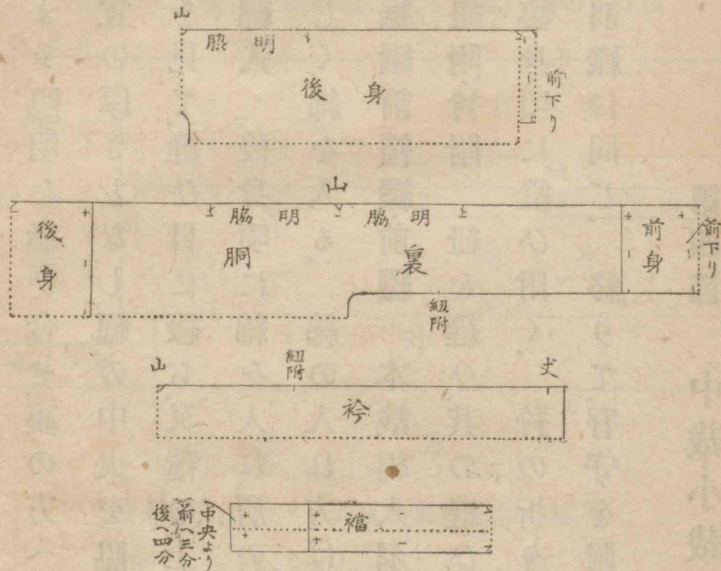 山
脇明
後身
前下り
山
後身
脇明
脇明
胴裏
前身
前下り
紐附
山
紐附
丈
衿
襠
中央より
前へ三分
後へ四分